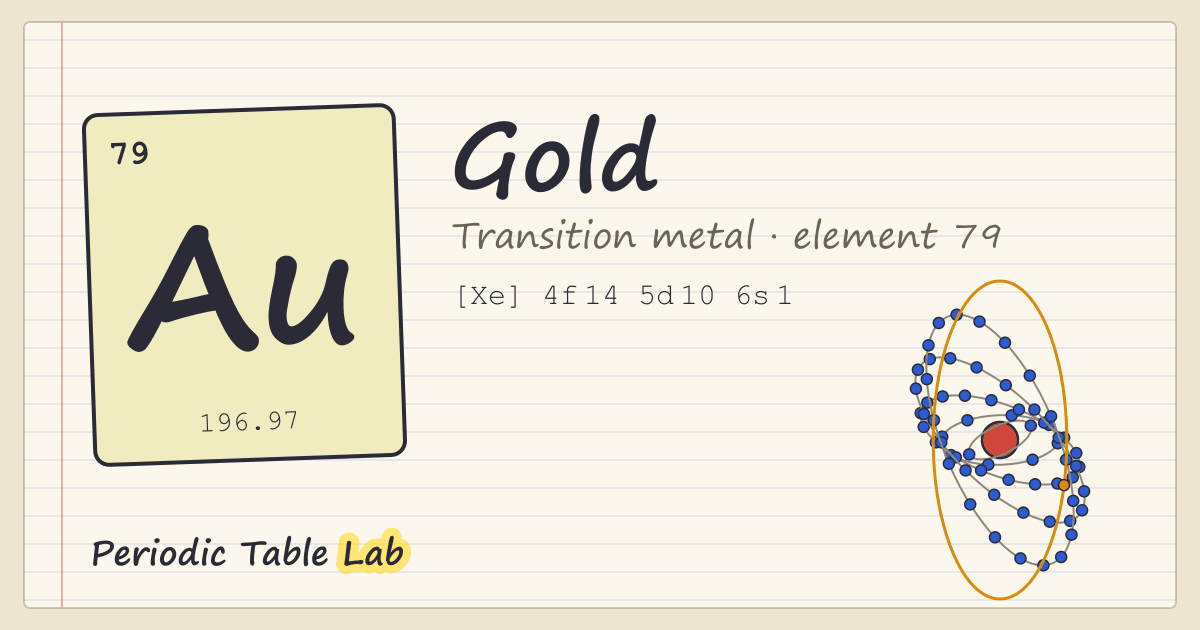 79
Au
196.97
Gold
Transition metal · element 79
[Xe] 4f14 5d10 6s1
Periodic Table Lab